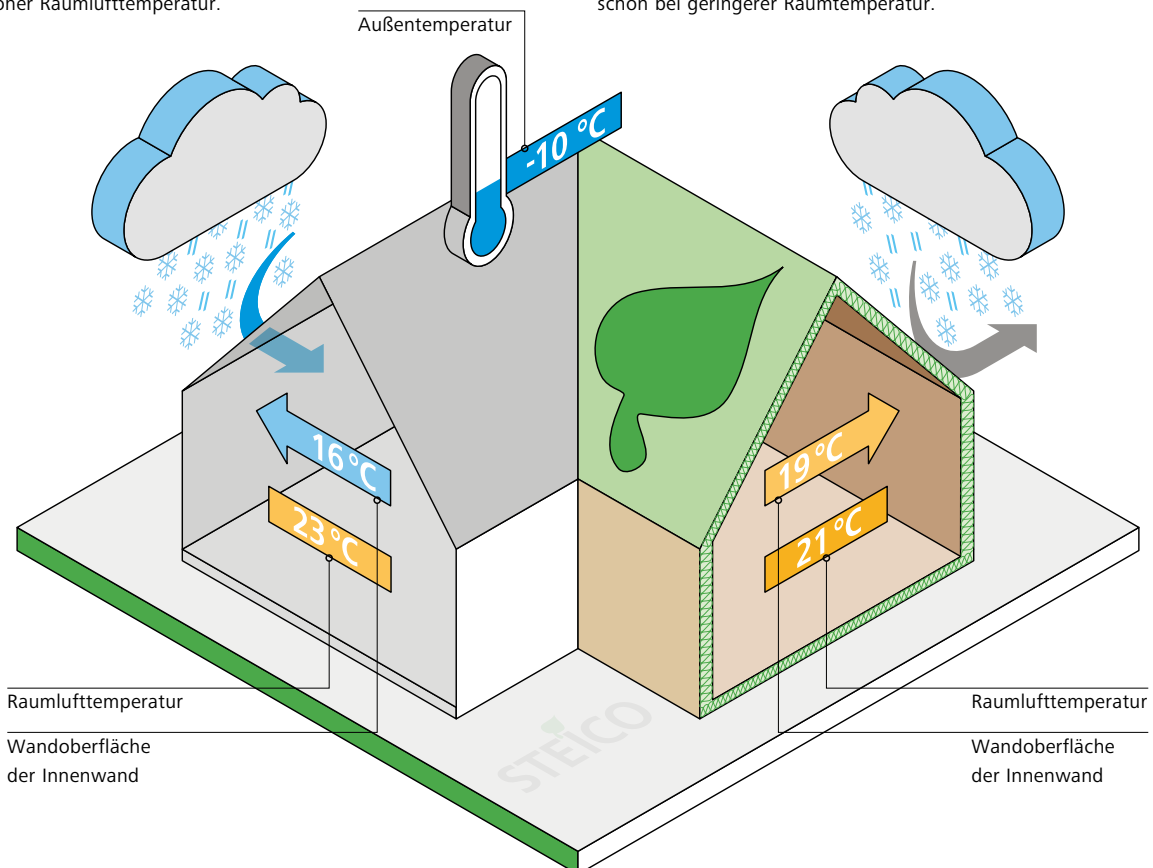 Raumlufttemperatur.
schon bei geringerer Raumtemperatur.
Außentemperatur
-10 °C
16°C
23°C
19°C
21°C
Raumlufttemperatur
Wandoberfläche
der Innenwand
Raumlufttemperatur
Wandoberfläche
der Innenwand
STEICO